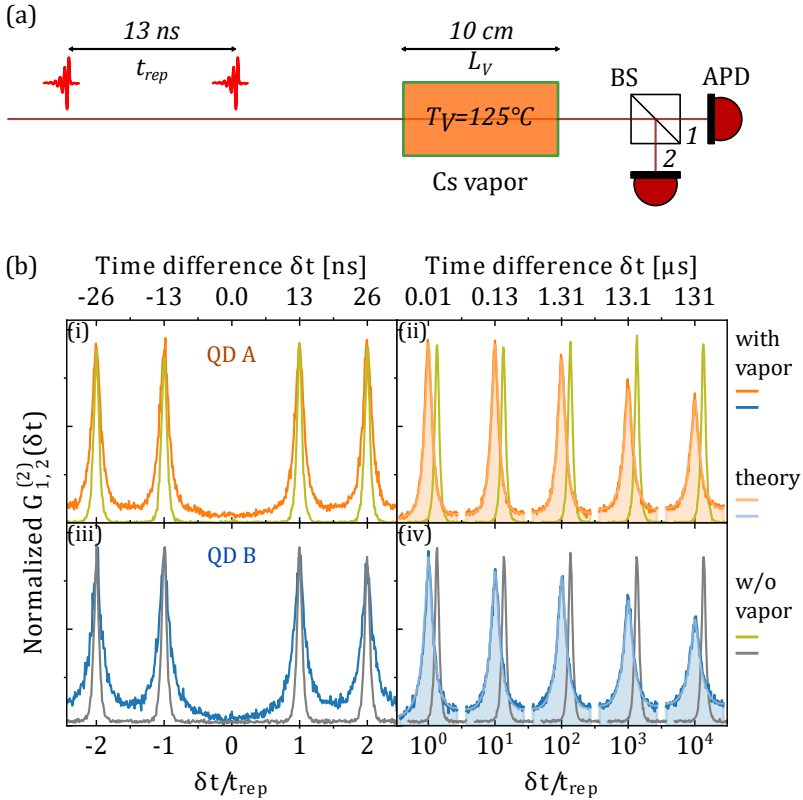 (a)
13 ns
t_rep
10 cm
L_V
T_V=125°C
Cs vapor
BS
APD
1
2
(b)
Time difference δt [ns]
Time difference δt [µs]
-26 -13 0.0 13 26
0.01 0.13 1.31 13.1 131
(i)
QD A
(ii)
with
vapor
theory
(iii)
QD B
(iv)
w/o
vapor
Normalized G^(2)_1,2(δt)
-2 -1 0 1 2
10^0 10^1 10^2 10^3 10^4
δt/t_rep
δt/t_rep